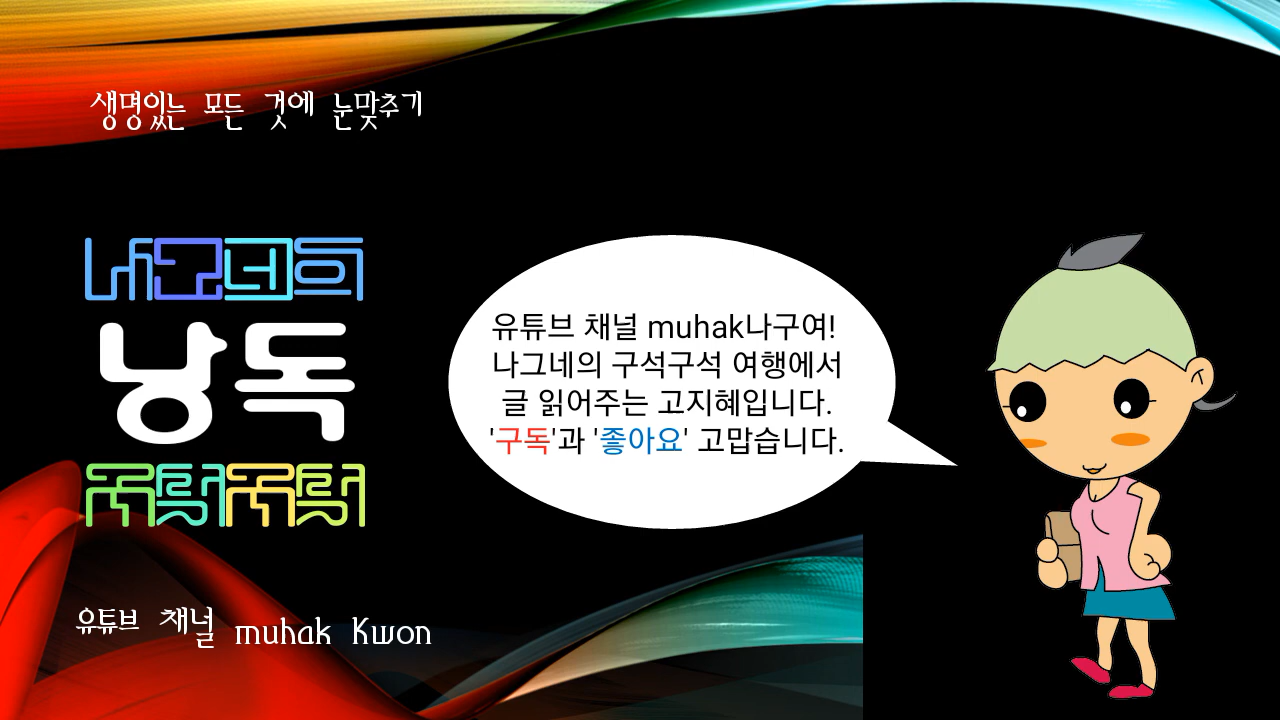 생명있는 모든 것에 눈맞추기
나그네의
낭독
구석구석
유튜브 채널 muhak나구여!
나그네의 구석구석 여행에서
글 읽어주는 고지혜입니다.
'구독'과 '좋아요' 고맙습니다.
유튜브 채널 muhak Kwon